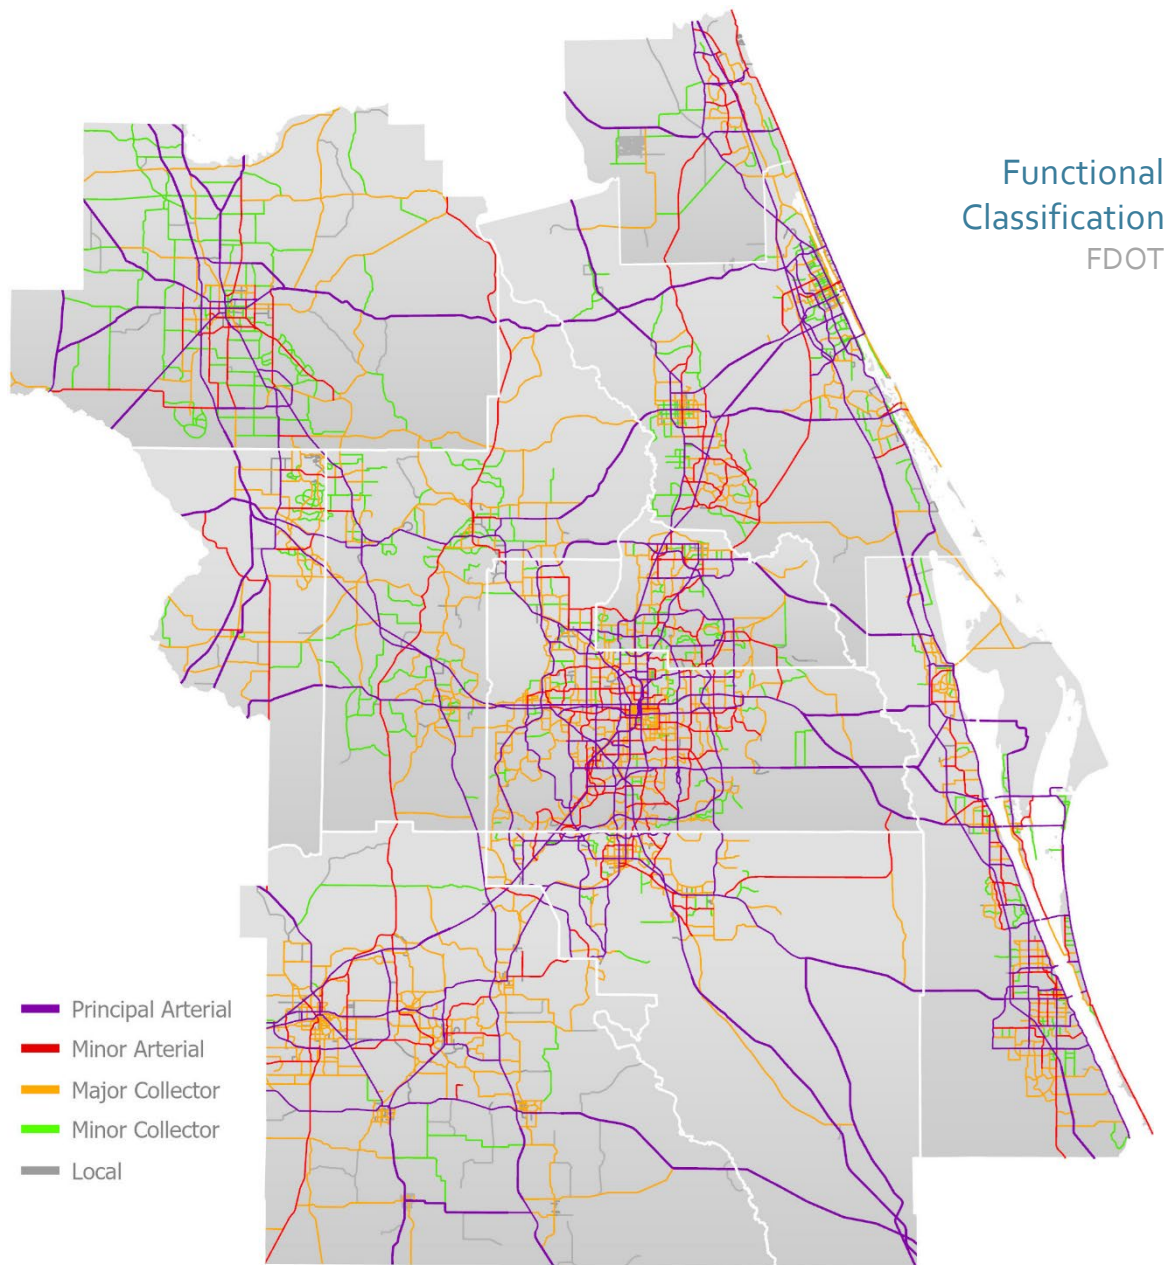 Functional
Classification
FDOT
Principal Arterial
Minor Arterial
Major Collector
Minor Collector
Local